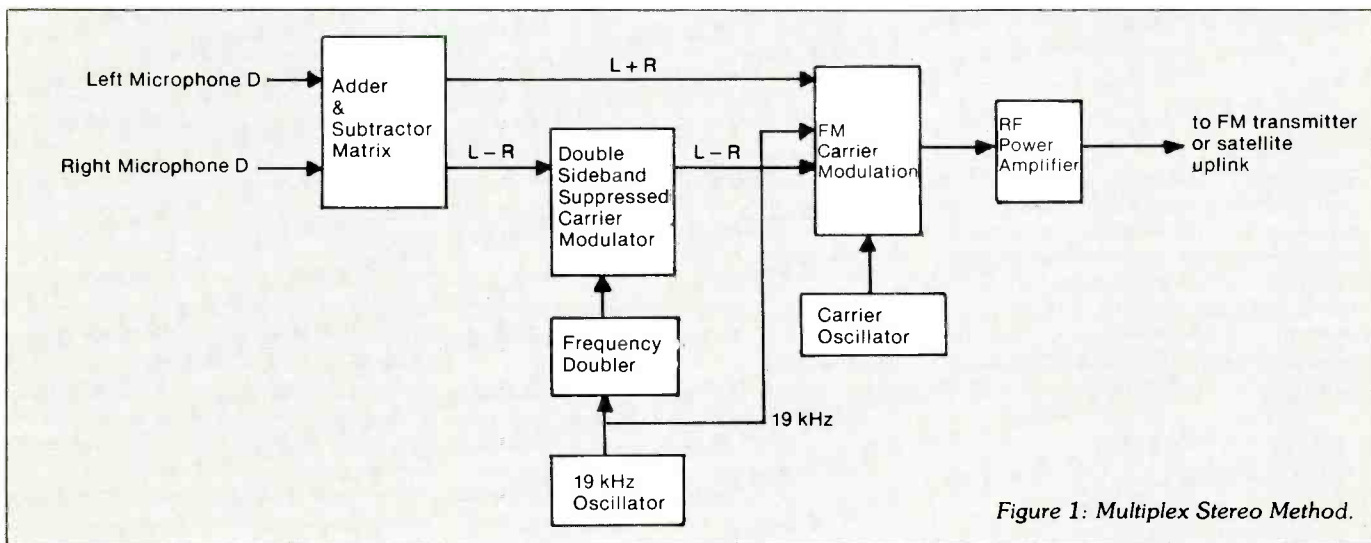 Left Microphone D
Right Microphone D
Adder
&
Subtractor
Matrix
L + R
L − R
Double
Sideband
Suppressed
Carrier
Modulator
L − R
Frequency
Doubler
19 kHz
Oscillator
19 kHz
FM
Carrier
Modulation
Carrier
Oscillator
RF
Power
Amplifier
to FM transmitter
or satellite
uplink
Figure 1: Multiplex Stereo Method.